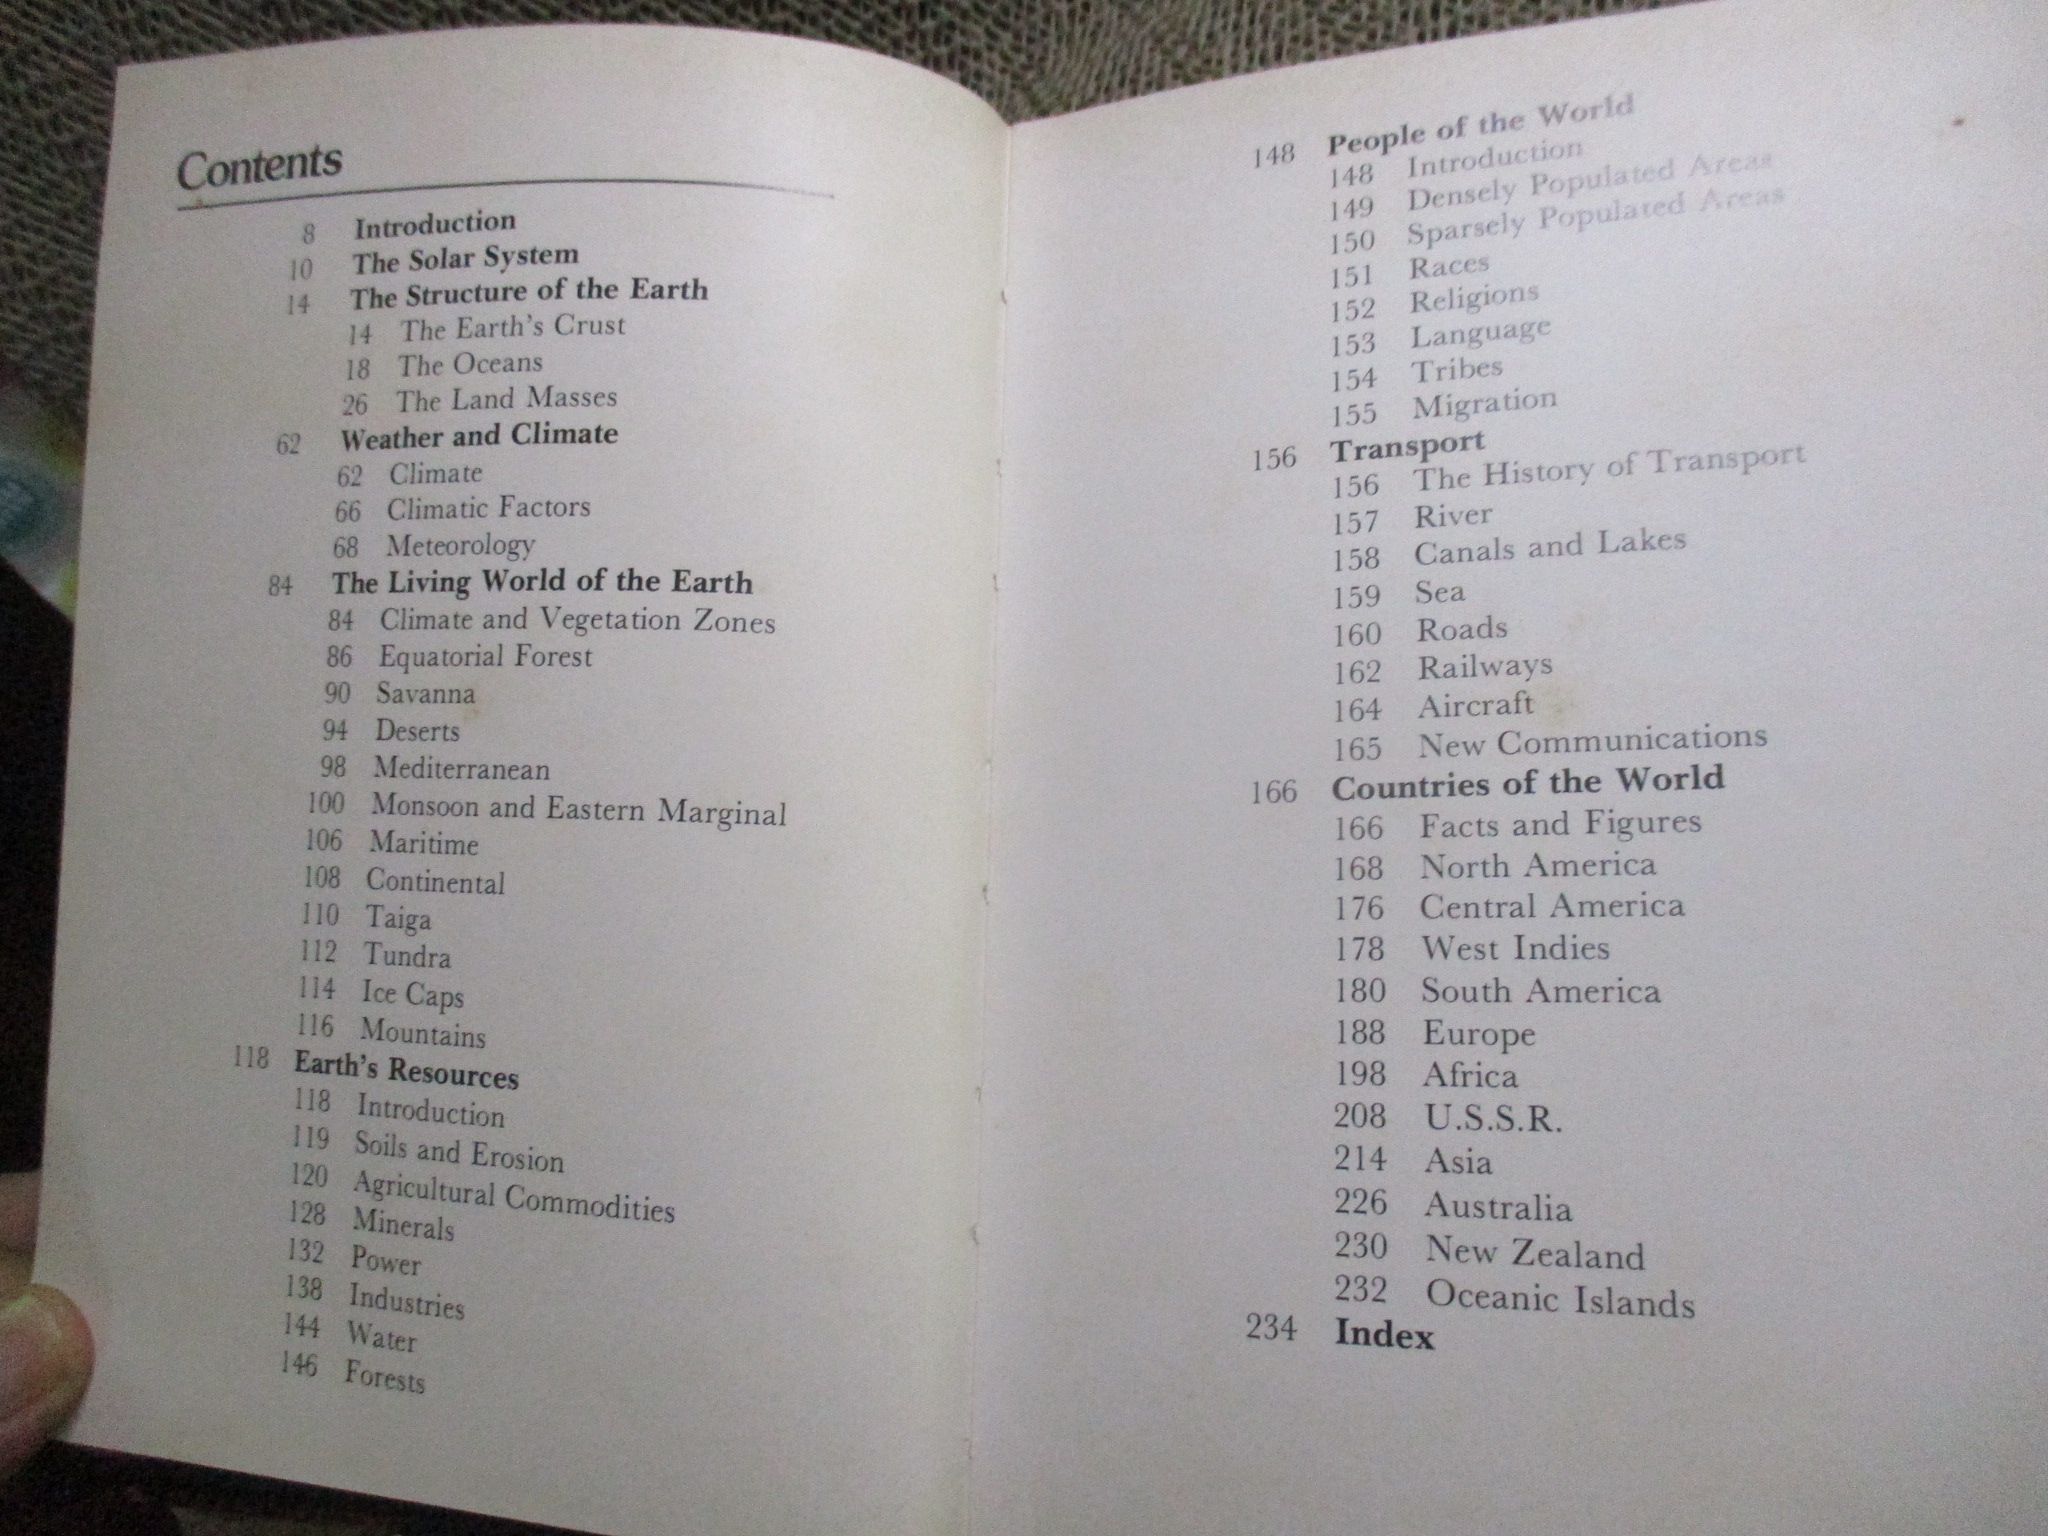 Contents
8 Introduction
10 The Solar System
14 The Structure of the Earth
14 The Earth's Crust
18 The Oceans
26 The Land Masses
62 Weather and Climate
62 Climate
66 Climatic Factors
68 Meteorology
84 The Living World of the Earth
84 Climate and Vegetation Zones
86 Equatorial Forest
90 Savanna
94 Deserts
98 Mediterranean
100 Monsoon and Eastern Marginal
106 Maritime
108 Continental
110 Taiga
112 Tundra
114 Ice Caps
116 Mountains
118 Earth's Resources
118 Introduction
119 Soils and Erosion
120 Agricultural Commodities
128 Minerals
132 Power
138 Industries
144 Water
146 Forests
148 People of the World
148 Introduction
149 Densely Populated Areas
150 Sparsely Populated Areas
151 Races
152 Religions
153 Language
154 Tribes
155 Migration
156 Transport
156 The History of Transport
157 River
158 Canals and Lakes
159 Sea
160 Roads
162 Railways
164 Aircraft
165 New Communications
166 Countries of the World
166 Facts and Figures
168 North America
176 Central America
178 West Indies
180 South America
188 Europe
198 Africa
208 U.S.S.R.
214 Asia
226 Australia
230 New Zealand
232 Oceanic Islands
234 Index